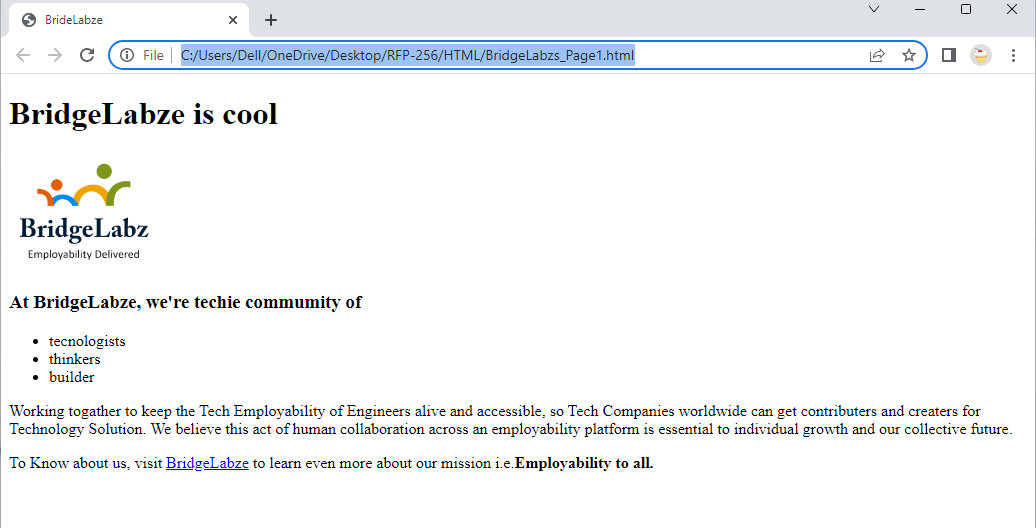 BrideLabze
File
C:/Users/Dell/OneDrive/Desktop/RFP-256/HTML/BridgeLabzs_Page1.html
BridgeLabze is cool
BridgeLabz
Employability Delivered
At BridgeLabze, we're techie commumity of
tecnologists
thinkers
builder
Working togather to keep the Tech Employability of Engineers alive and accessible, so Tech Companies worldwide can get contributers and creaters for
Technology Solution. We believe this act of human collaboration across an employability platform is essential to individual growth and our collective future.
To Know about us, visit BridgeLabze to learn even more about our mission i.e.Employability to all.